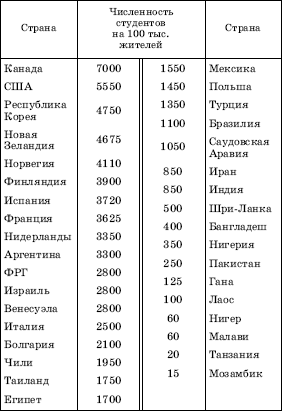 Страна
Численность
студентов
на 100 тыс.
жителей
Страна
Канада 7000 1550 Мексика
США 5550 1450 Польша
Республика
Корея 4750 1350 Турция
1100 Бразилия
Новая
Зеландия 4675 1050 Саудовская
Аравия
Норвегия 4110 850 Иран
Финляндия 3900 850 Индия
Испания 3720 500 Шри-Ланка
Франция 3625 400 Бангладеш
Нидерланды 3350 350 Нигерия
Аргентина 3300 250 Пакистан
ФРГ 2800 125 Гана
Израиль 2800 100 Лаос
Венесуэла 2800 60 Нигер
Италия 2500 60 Малави
Болгария 2100 20 Танзания
Чили 1950 15 Мозамбик
Таиланд 1750
Египет 1700